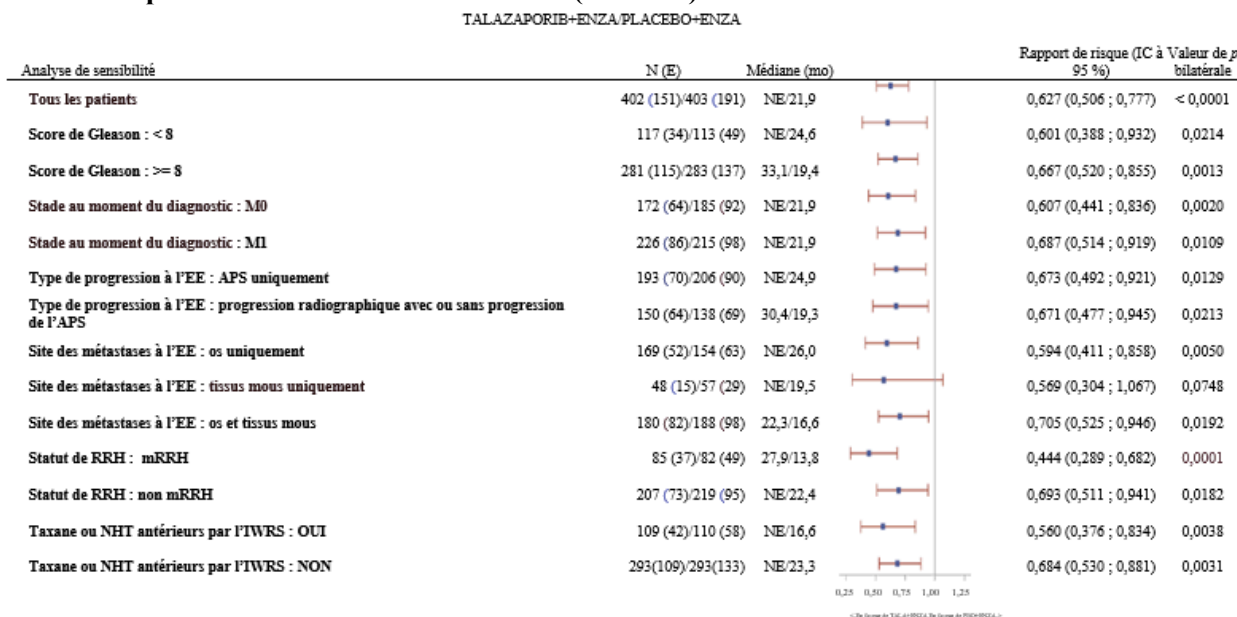 TALAZAPORIB+ENZA/PLACEBO+ENZA
Rapport de risque (IC à Valeur de p
Analyse de sensibilité N (E) Médiane (mo) 95 %) bilatérale
Tous les patients 402 (151)/403 (191) NE/21,9 0,627 (0,506 ; 0,777) < 0,0001
Score de Gleason : < 8 117 (34)/113 (49) NE/24,6 0,601 (0,388 ; 0,932) 0,0214
Score de Gleason : >= 8 281 (115)/283 (137) 33,1/19,4 0,667 (0,520 ; 0,855) 0,0013
Stade au moment du diagnostic : M0 172 (64)/185 (92) NE/21,9 0,607 (0,441 ; 0,836) 0,0020
Stade au moment du diagnostic : M1 226 (86)/215 (98) NE/21,9 0,687 (0,514 ; 0,919) 0,0109
Type de progression à l'EE : APS uniquement 193 (70)/206 (90) NE/24,9 0,673 (0,492 ; 0,921) 0,0129
Type de progression à l'EE : progression radiographique avec ou sans progression
de l'APS 150 (64)/138 (69) 30,4/19,3 0,671 (0,477 ; 0,945) 0,0213
Site des métastases à l'EE : os uniquement 169 (52)/154 (63) NE/26,0 0,594 (0,411 ; 0,858) 0,0050
Site des métastases à l'EE : tissus mous uniquement 48 (15)/57 (29) NE/19,5 0,569 (0,304 ; 1,067) 0,0748
Site des métastases à l'EE : os et tissus mous 180 (82)/188 (98) 22,3/16,6 0,705 (0,525 ; 0,946) 0,0192
Statut de RRH : mRRH 85 (37)/82 (49) 27,9/13,8 0,444 (0,289 ; 0,682) 0,0001
Statut de RRH : non mRRH 207 (73)/219 (95) NE/22,4 0,693 (0,511 ; 0,941) 0,0182
Taxane ou NHT antérieurs par l'IWRS : OUI 109 (42)/110 (58) NE/16,6 0,560 (0,376 ; 0,834) 0,0038
Taxane ou NHT antérieurs par l'IWRS : NON 293(109)/293(133) NE/23,3 0,684 (0,530 ; 0,881) 0,0031
0,25 0,50 0,75 1,00 1,25